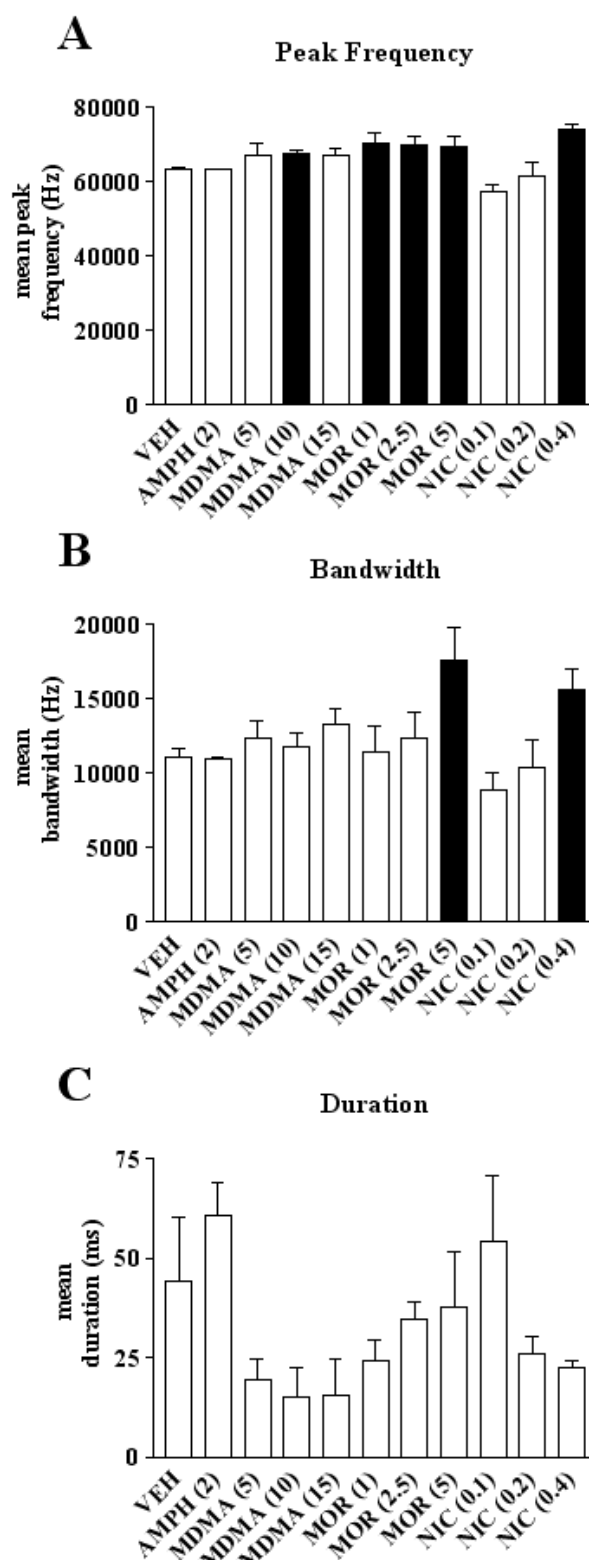 A
Peak Frequency
80000
60000
40000
20000
0
mean peak
frequency (Hz)
VEH
AMPH (2)
MDMA (5)
MDMA (10)
MDMA (15)
MOR (1)
MOR (2.5)
MOR (5)
NIC (0.1)
NIC (0.2)
NIC (0.4)
B
Bandwidth
20000
15000
10000
5000
0
mean
bandwidth (Hz)
VEH
AMPH (2)
MDMA (5)
MDMA (10)
MDMA (15)
MOR (1)
MOR (2.5)
MOR (5)
NIC (0.1)
NIC (0.2)
NIC (0.4)
C
Duration
75
50
25
0
mean
duration (ms)
VEH
AMPH (2)
MDMA (5)
MDMA (10)
MDMA (15)
MOR (1)
MOR (2.5)
MOR (5)
NIC (0.1)
NIC (0.2)
NIC (0.4)